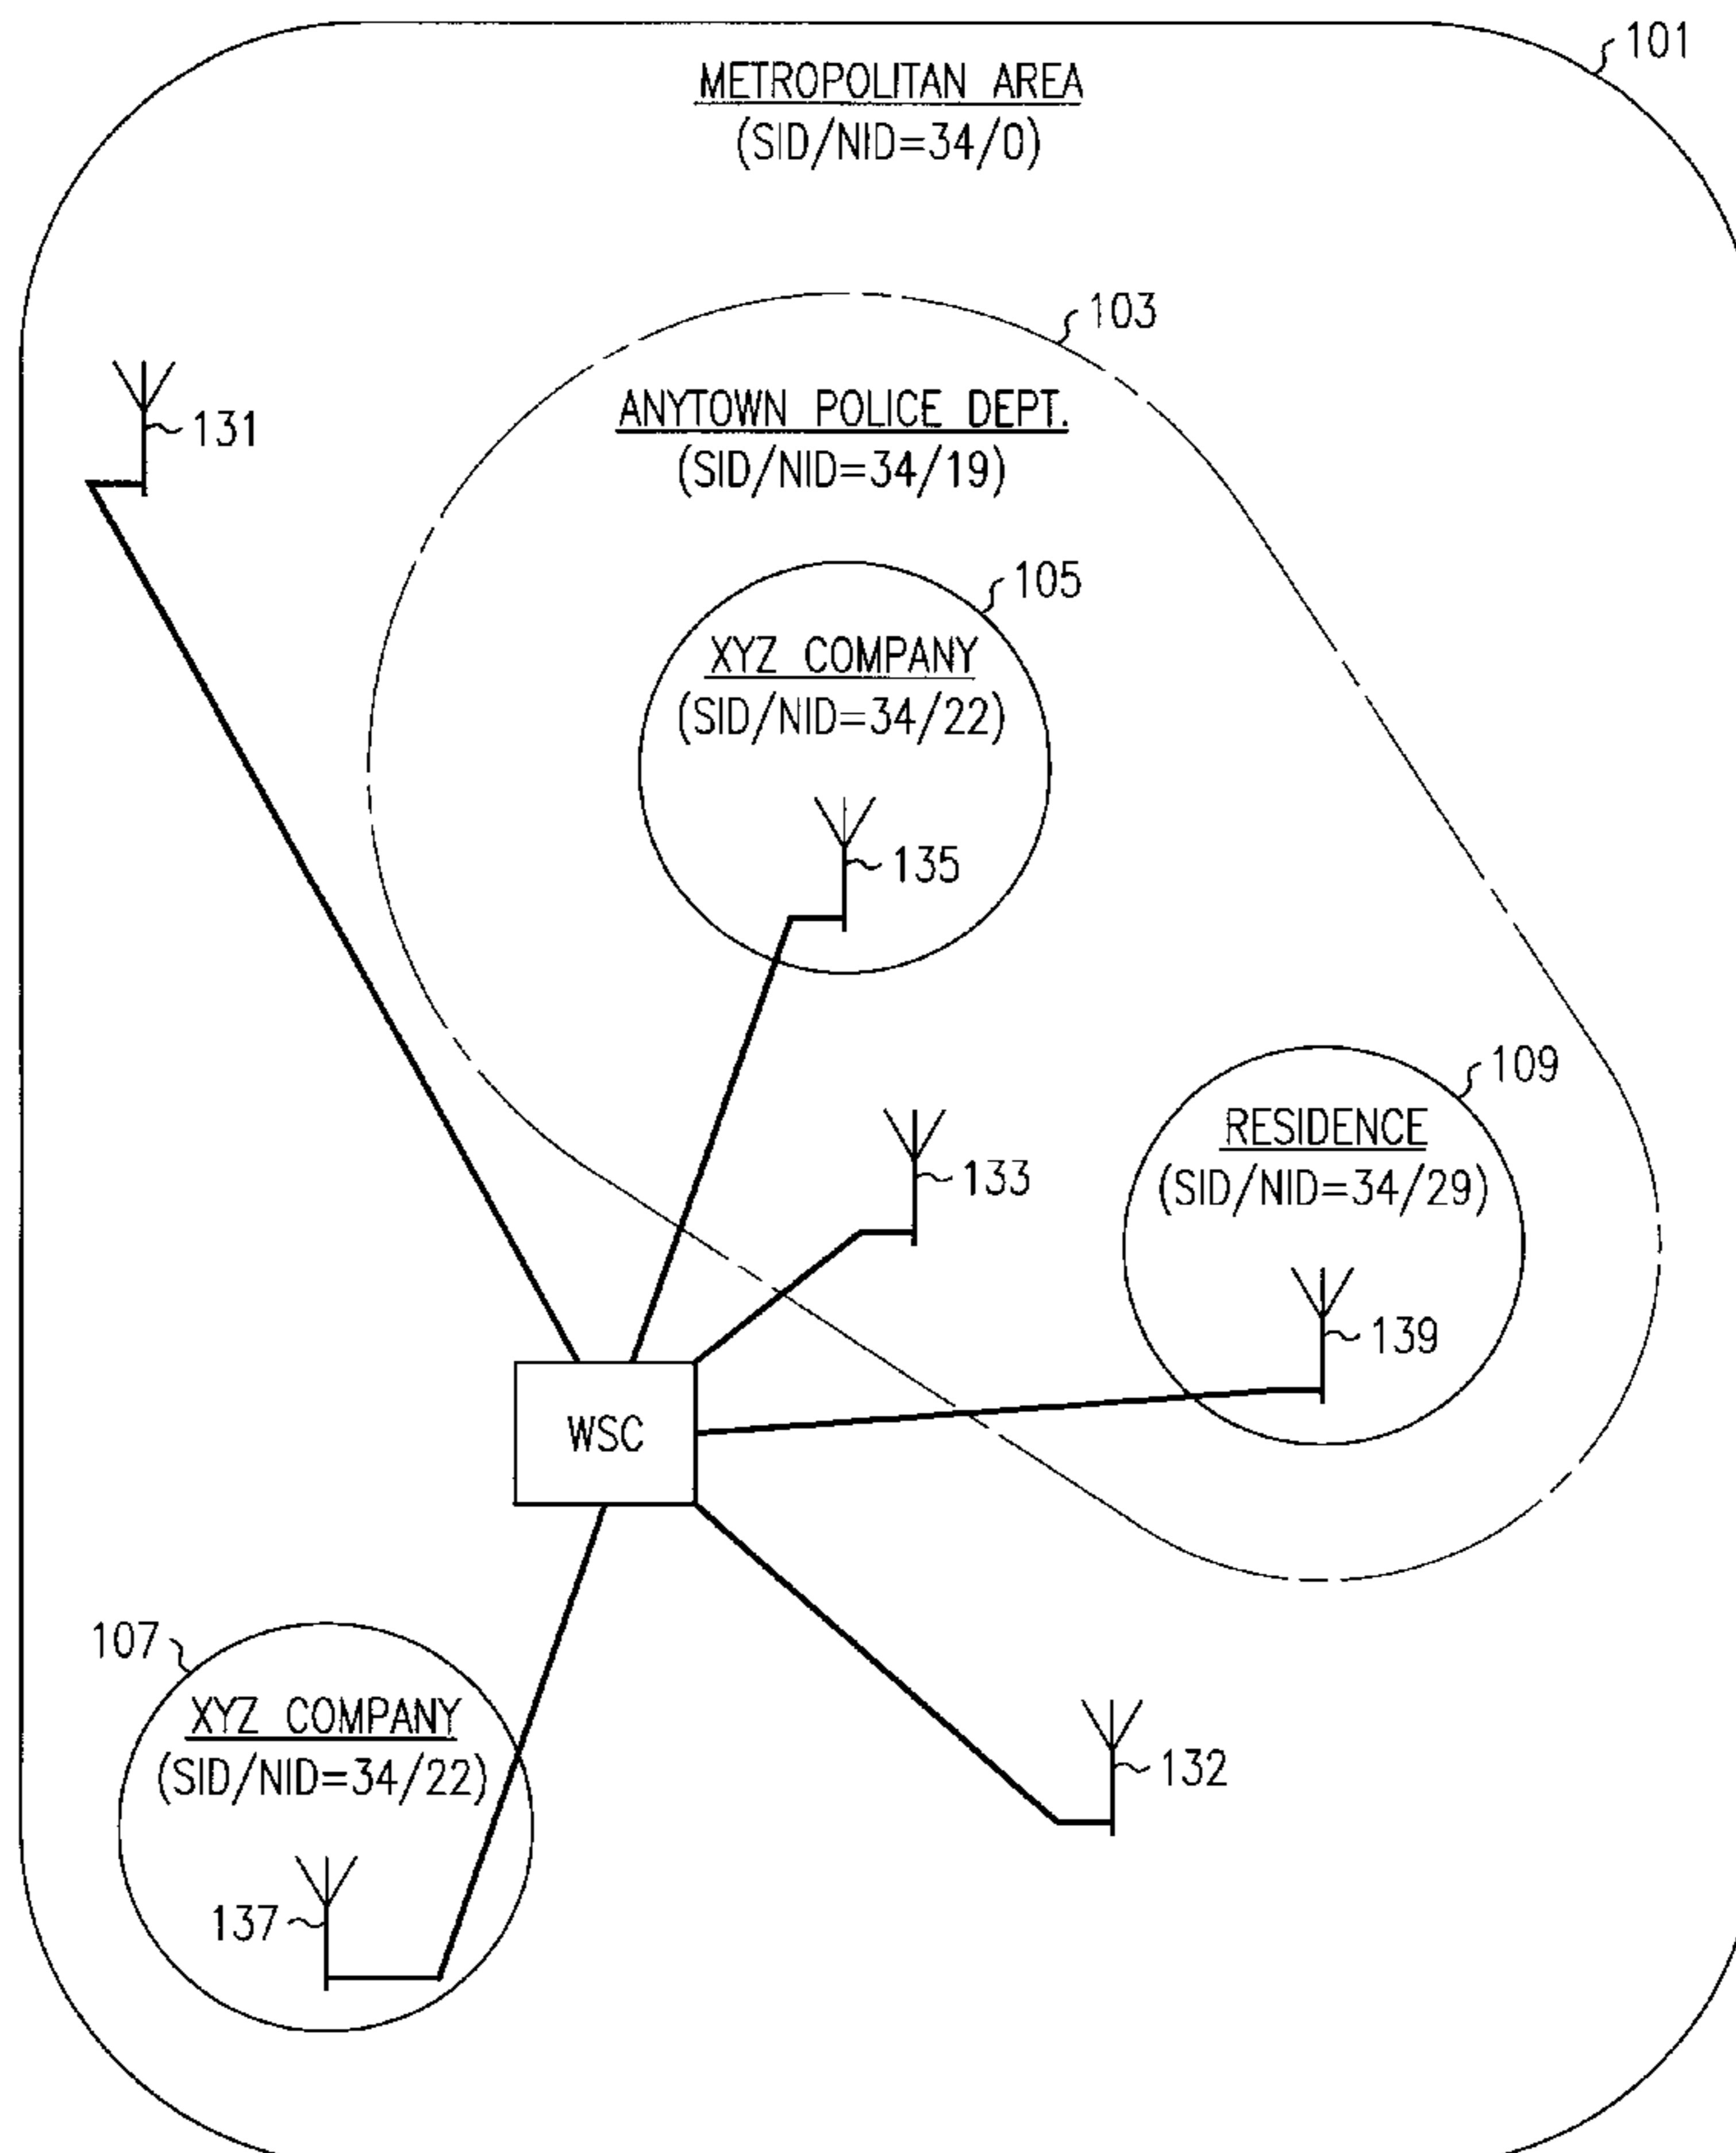 101
METROPOLITAN AREA
(SID/NID=34/0)
103
ANYTOWN POLICE DEPT.
(SID/NID=34/19)
131
105
XYZ COMPANY
(SID/NID=34/22)
135
109
RESIDENCE
(SID/NID=34/29)
133
139
WSC
107
XYZ COMPANY
(SID/NID=34/22)
132
137